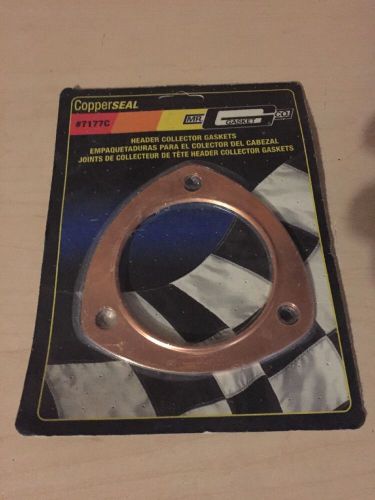 CopperSEAL
#7177C
MR. GASKET CO.
HEADER COLLECTOR GASKETS
EMPAQUETADURAS PARA EL COLECTOR DEL CABEZAL
JOINTS DE COLLECTEUR DE TÊTE HEADER COLLECTOR GASKETS